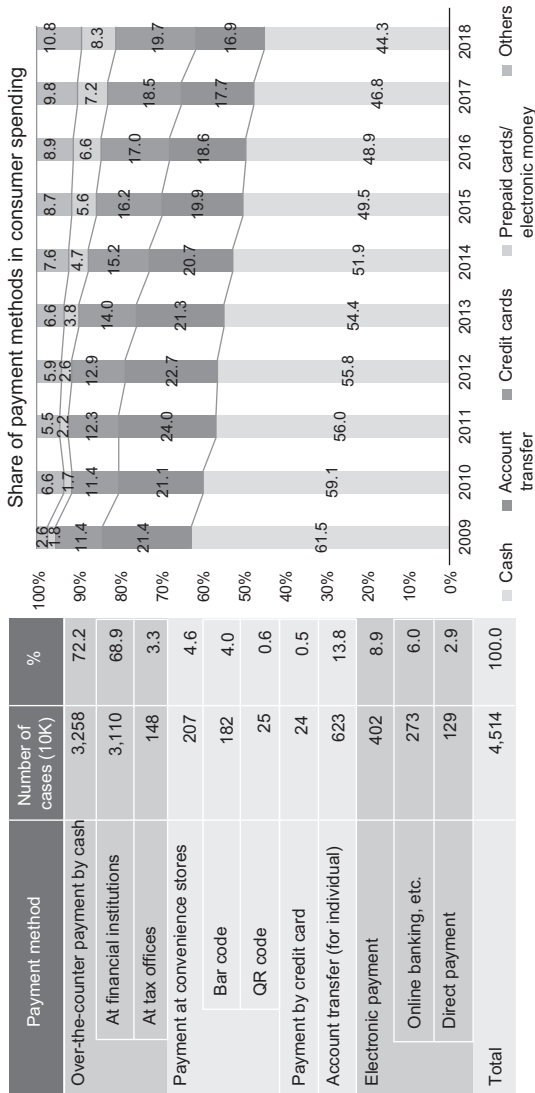 Payment method Number of cases (10K) %
Over-the-counter payment by cash 3,258 72.2
At financial institutions 3,110 68.9
At tax offices 148 3.3
Payment at convenience stores 207 4.6
Bar code 182 4.0
QR code 25 0.6
Payment by credit card 24 0.5
Account transfer (for individual) 623 13.8
Electronic payment 402 8.9
Online banking, etc. 273 6.0
Direct payment 129 2.9
Total 4,514 100.0
Share of payment methods in consumer spending
100%
90%
80%
70%
60%
50%
40%
30%
20%
10%
0%
2.6 6.6 5.5 5.9 6.6 7.6 8.7 8.9 9.8 10.8
1.8 1.7 2.2 2.6 3.8 4.7 5.6 6.6 7.2 8.3
11.4 11.4 12.3 12.9 14.0 15.2 16.2 17.0 18.5 19.7
21.4 21.1 24.0 22.7 21.3 20.7 19.9 18.6 17.7 16.9
61.5 59.1 56.0 55.8 54.4 51.9 49.5 48.9 46.8 44.3
2009 2010 2011 2012 2013 2014 2015 2016 2017 2018
Cash
Account
transfer
Credit cards
Prepaid cards/
electronic money
Others